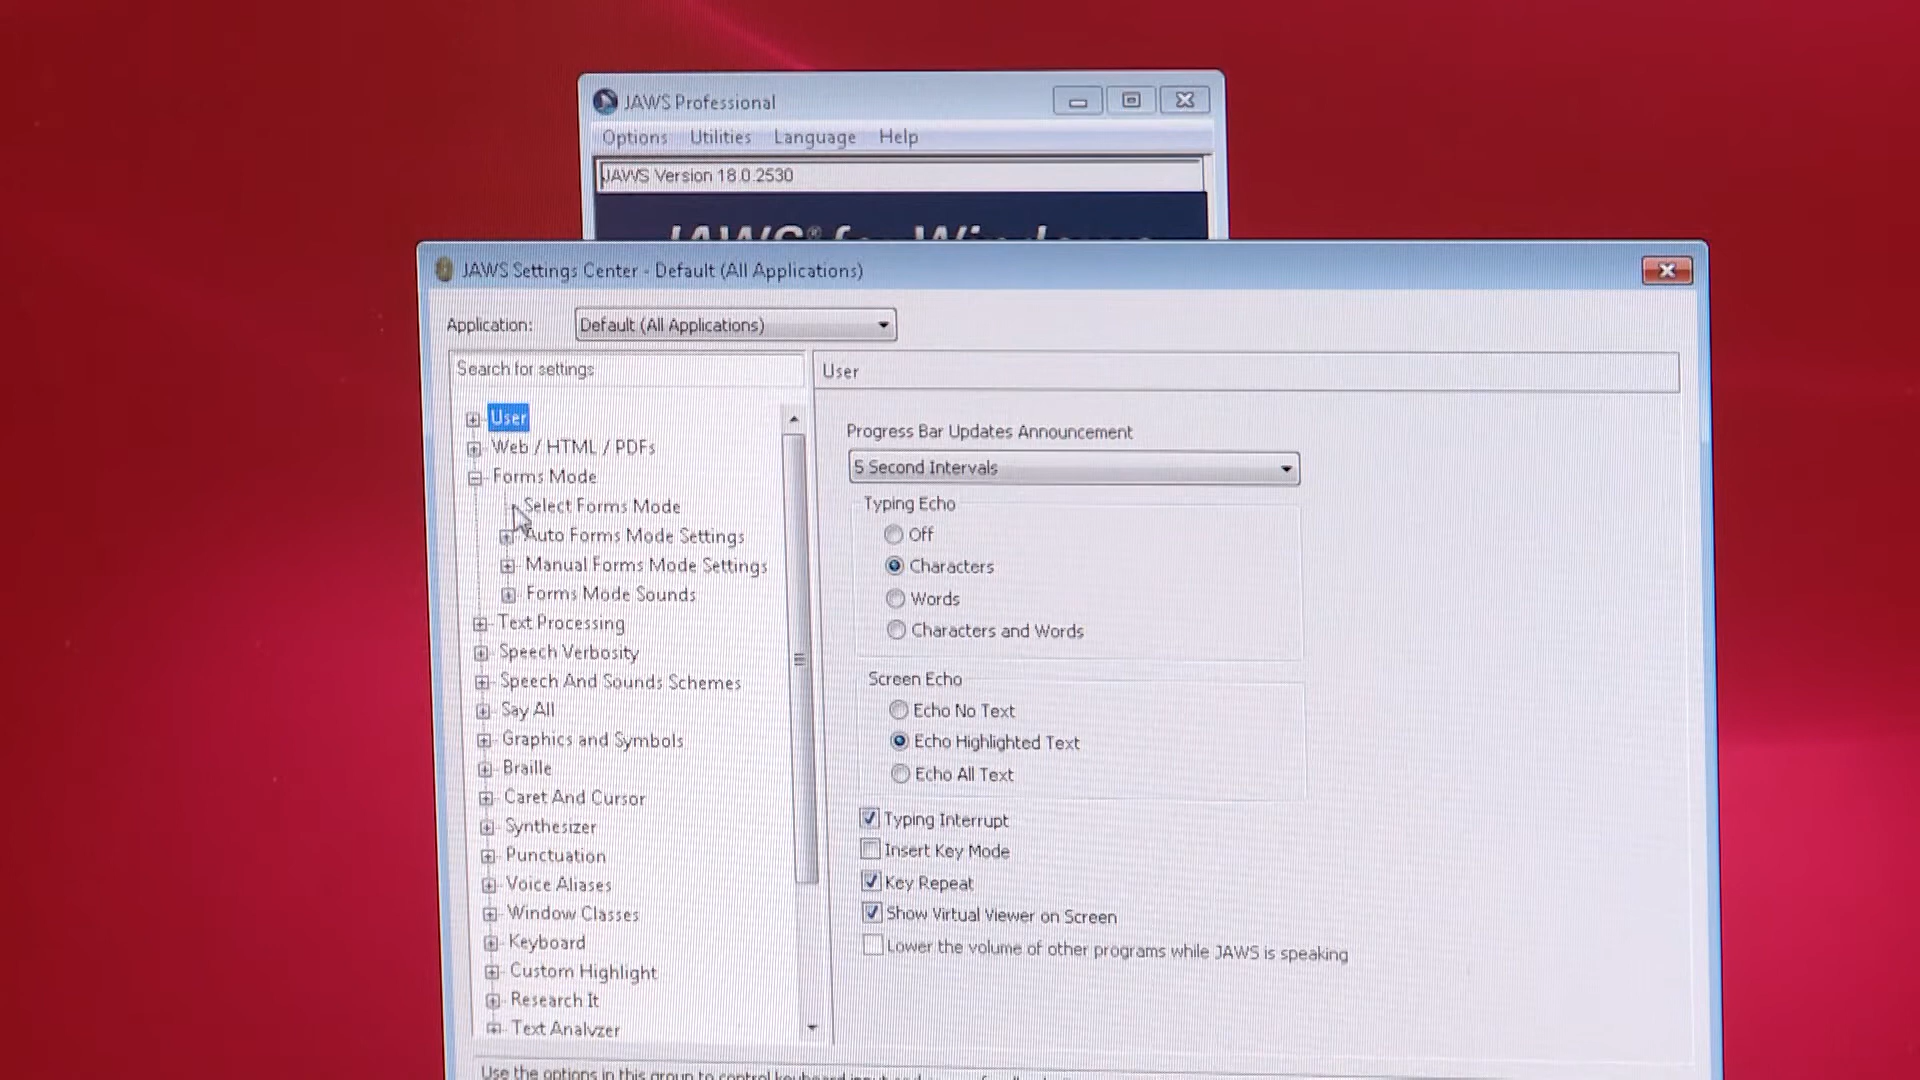 JAWS Professional
Options Utilities Language Help
JAWS Version 18.0.2530
JAWS® for Windows
JAWS Settings Center - Default (All Applications)
Application: Default (All Applications)
Search for settings
User
User
Web / HTML / PDFs
Forms Mode
Select Forms Mode
Auto Forms Mode Settings
Manual Forms Mode Settings
Forms Mode Sounds
Text Processing
Speech Verbosity
Speech And Sounds Schemes
Say All
Graphics and Symbols
Braille
Caret And Cursor
Synthesizer
Punctuation
Voice Aliases
Window Classes
Keyboard
Custom Highlight
Research It
Text Analyzer
Progress Bar Updates Announcement
5 Second Intervals
Typing Echo
Off
Characters
Words
Characters and Words
Screen Echo
Echo No Text
Echo Highlighted Text
Echo All Text
Typing Interrupt
Insert Key Mode
Key Repeat
Show Virtual Viewer on Screen
Lower the volume of other programs while JAWS is speaking
Use the options in this group to control keyboard